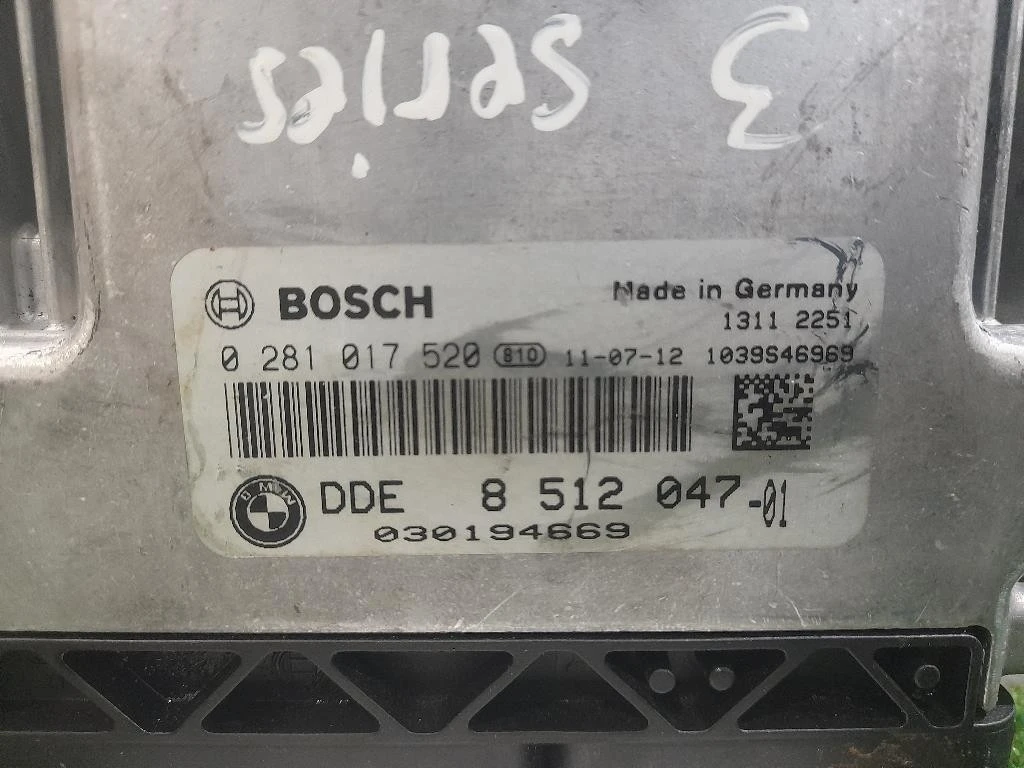 3 series
BOSCH
Made in Germany
1311 2251
0 281 017 520 810 11-07-12 1039S46969
BMW
DDE 8 512 047-01
030194669